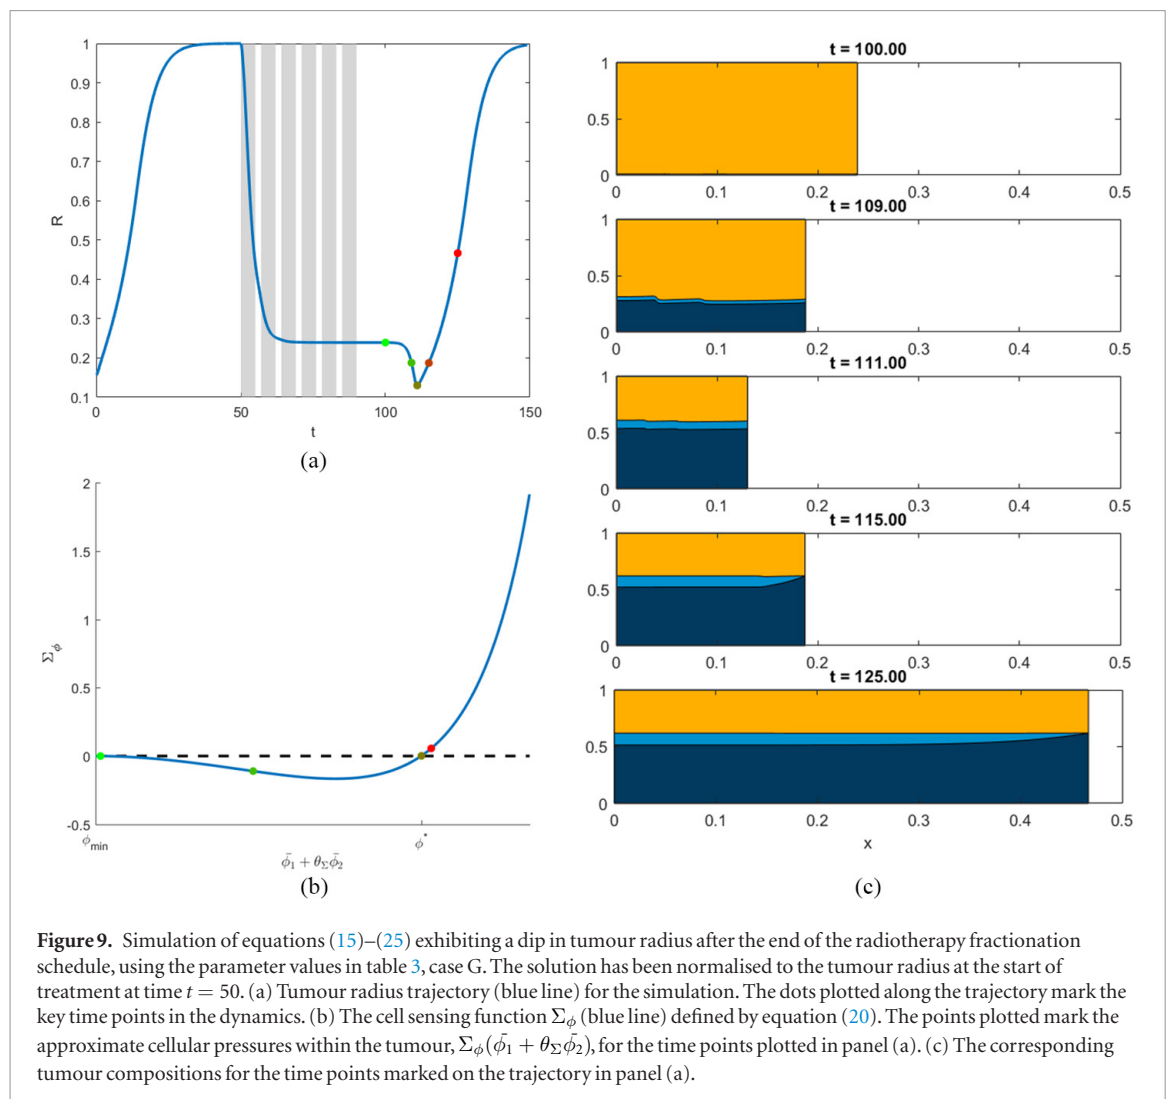 1
0.9
0.8
0.7
0.6
0.5
0.4
0.3
0.2
0.1
R
0 50 100 150
t
(a)
2
1.5
1
0.5
0
-0.5
Σ_ϕ
ϕ_min ϕ^*
ϕ̄_1 + θ_Σ ϕ̄_2
(b)
t = 100.00
1
0.5
0
0 0.1 0.2 0.3 0.4 0.5
t = 109.00
1
0.5
0
0 0.1 0.2 0.3 0.4 0.5
t = 111.00
1
0.5
0
0 0.1 0.2 0.3 0.4 0.5
t = 115.00
1
0.5
0
0 0.1 0.2 0.3 0.4 0.5
t = 125.00
1
0.5
0
0 0.1 0.2 0.3 0.4 0.5
x
(c)
Figure 9. Simulation of equations (15)–(25) exhibiting a dip in tumour radius after the end of the radiotherapy fractionation
schedule, using the parameter values in table 3, case G. The solution has been normalised to the tumour radius at the start of
treatment at time t = 50. (a) Tumour radius trajectory (blue line) for the simulation. The dots plotted along the trajectory mark the
key time points in the dynamics. (b) The cell sensing function Σ_ϕ (blue line) defined by equation (20). The points plotted mark the
approximate cellular pressures within the tumour, Σ_ϕ(ϕ̄_1 + θ_Σ ϕ̄_2), for the time points plotted in panel (a). (c) The corresponding
tumour compositions for the time points marked on the trajectory in panel (a).